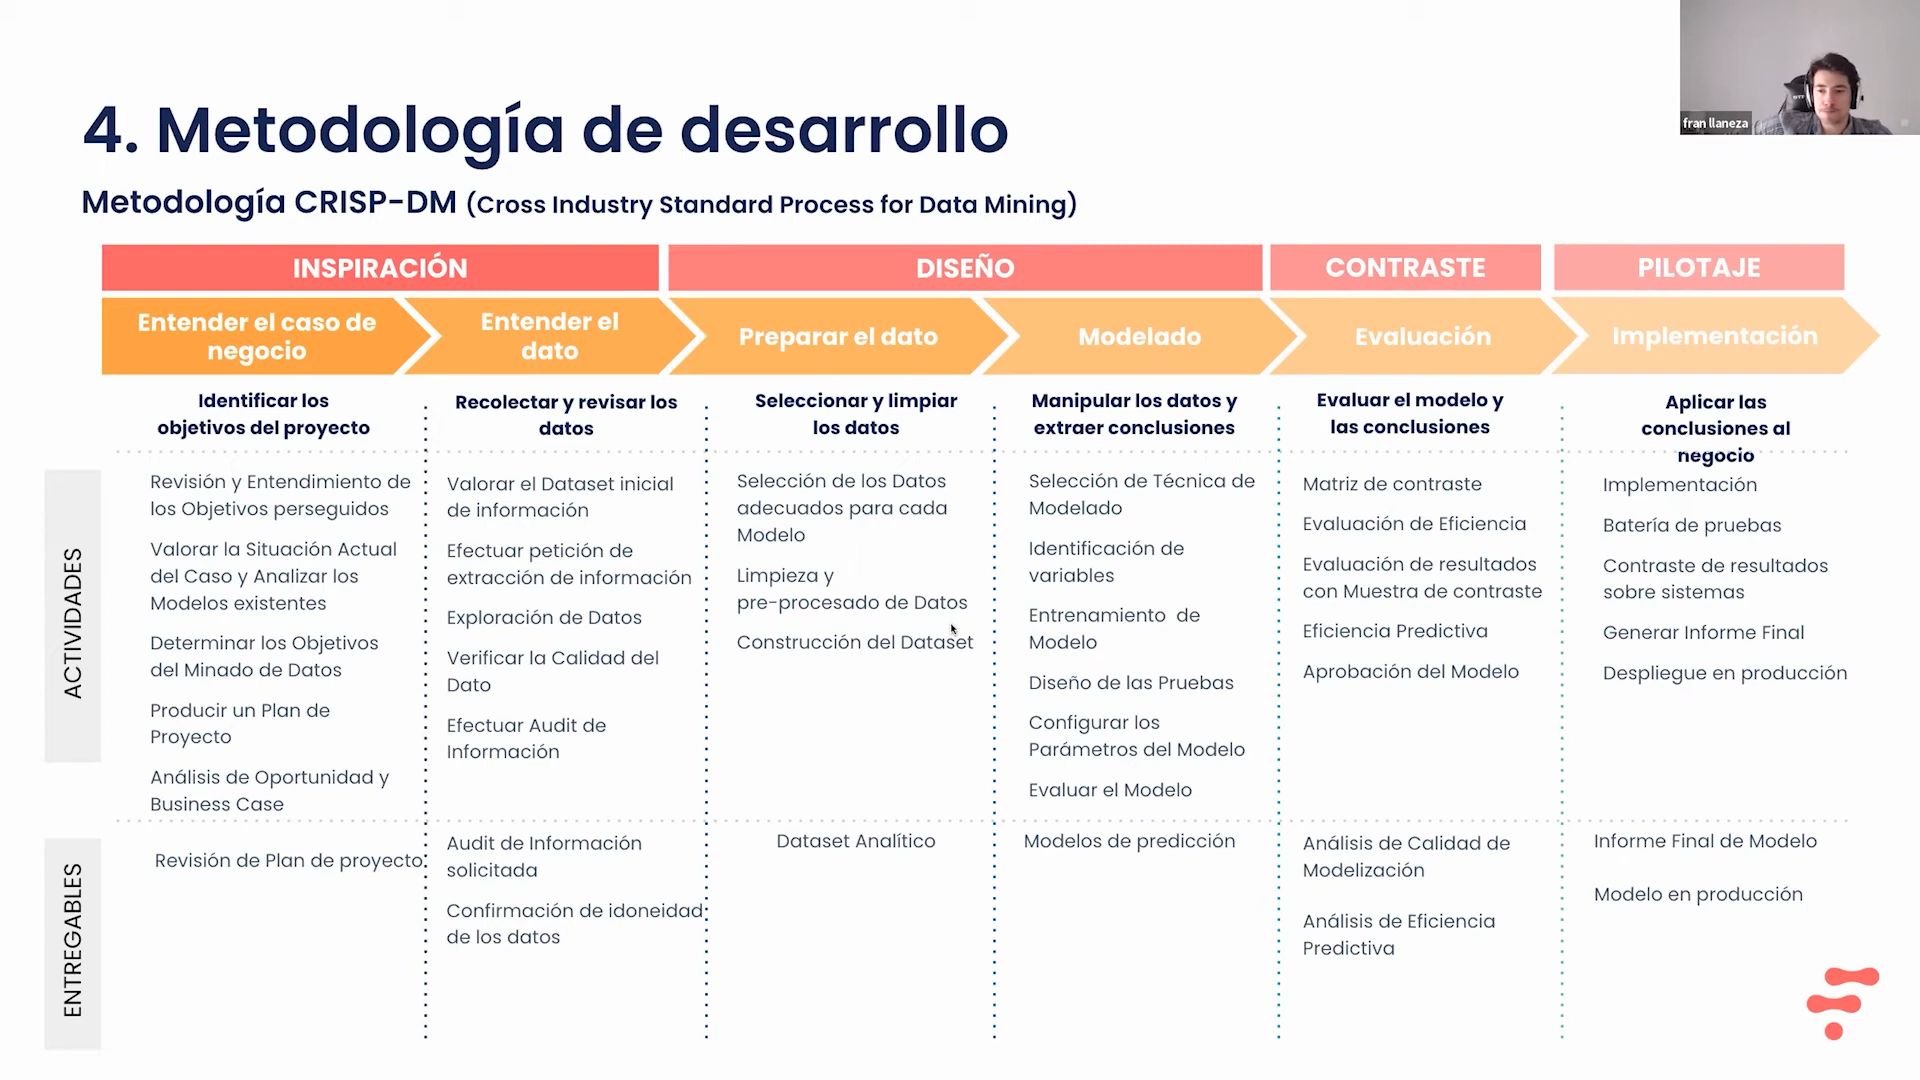 4. Metodología de desarrollo
fran llaneza
Metodología CRISP-DM (Cross Industry Standard Process for Data Mining)
INSPIRACIÓN
DISEÑO
CONTRASTE
PILOTAJE
Entender el caso de
negocio
Entender el
dato
Preparar el dato
Modelado
Evaluación
Implementación
Identificar los
objetivos del proyecto
Recolectar y revisar los
datos
Seleccionar y limpiar
los datos
Manipular los datos y
extraer conclusiones
Evaluar el modelo y
las conclusiones
Aplicar las
conclusiones al
negocio
ACTIVIDADES
Revisión y Entendimiento de
los Objetivos perseguidos
Valorar la Situación Actual
del Caso y Analizar los
Modelos existentes
Determinar los Objetivos
del Minado de Datos
Producir un Plan de
Proyecto
Análisis de Oportunidad y
Business Case
Valorar el Dataset inicial
de información
Efectuar petición de
extracción de información
Exploración de Datos
Verificar la Calidad del
Dato
Efectuar Audit de
Información
Selección de los Datos
adecuados para cada
Modelo
Limpieza y
pre-procesado de Datos
Construcción del Dataset
Selección de Técnica de
Modelado
Identificación de
variables
Entrenamiento de
Modelo
Diseño de las Pruebas
Configurar los
Parámetros del Modelo
Evaluar el Modelo
Matriz de contraste
Evaluación de Eficiencia
Evaluación de resultados
con Muestra de contraste
Eficiencia Predictiva
Aprobación del Modelo
Implementación
Batería de pruebas
Contraste de resultados
sobre sistemas
Generar Informe Final
Despliegue en producción
ENTREGABLES
Revisión de Plan de proyecto
Audit de Información
solicitada
Confirmación de idoneidad
de los datos
Dataset Analítico
Modelos de predicción
Análisis de Calidad de
Modelización
Análisis de Eficiencia
Predictiva
Informe Final de Modelo
Modelo en producción